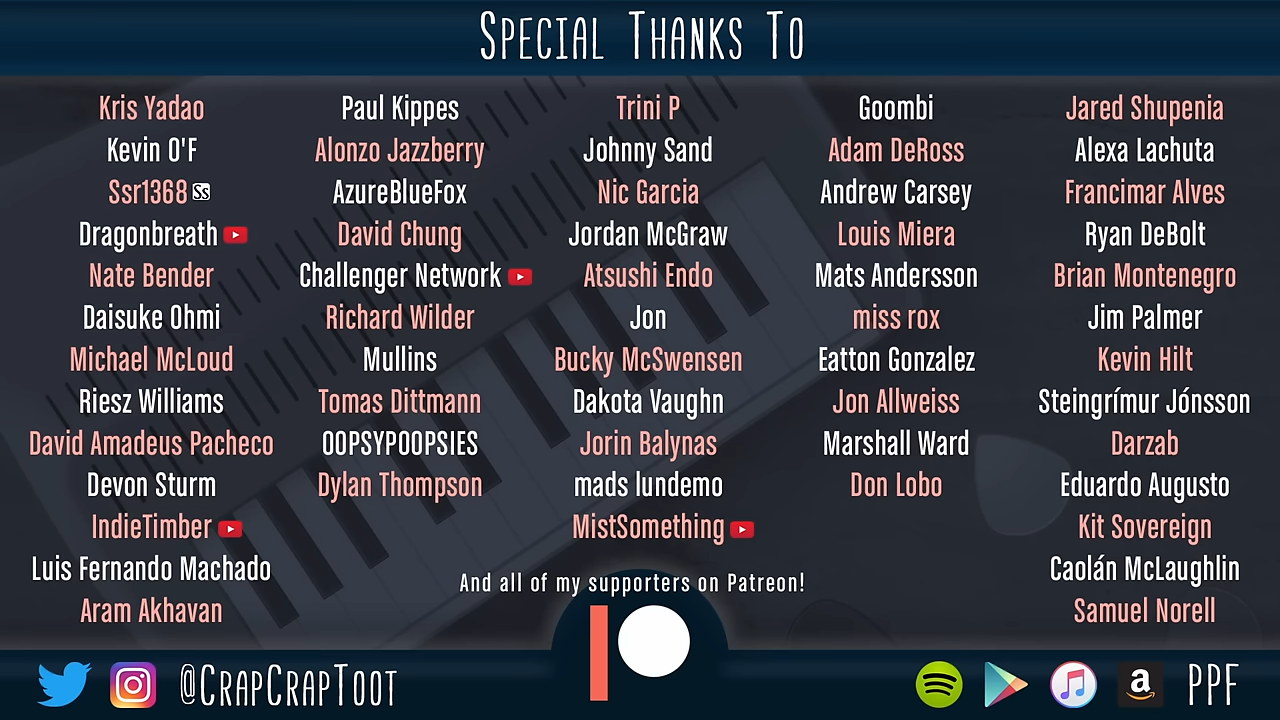 Special Thanks To
Kris Yadao
Kevin O'F
Ssr1368 SS
Dragonbreath
Nate Bender
Daisuke Ohmi
Michael McLoud
Riesz Williams
David Amadeus Pacheco
Devon Sturm
IndieTimber
Luis Fernando Machado
Aram Akhavan
Paul Kippes
Alonzo Jazzberry
AzureBlueFox
David Chung
Challenger Network
Richard Wilder
Mullins
Tomas Dittmann
OOPSYPOOPSIES
Dylan Thompson
Trini P
Johnny Sand
Nic Garcia
Jordan McGraw
Atsushi Endo
Jon
Bucky McSwensen
Dakota Vaughn
Jorin Balynas
mads lundemo
MistSomething
Goombi
Adam DeRoss
Andrew Carsey
Louis Miera
Mats Andersson
miss rox
Eatton Gonzalez
Jon Allweiss
Marshall Ward
Don Lobo
Jared Shupenia
Alexa Lachuta
Francimar Alves
Ryan DeBolt
Brian Montenegro
Jim Palmer
Kevin Hilt
Steingrímur Jónsson
Darzab
Eduardo Augusto
Kit Sovereign
Caolán McLaughlin
Samuel Norell
And all of my supporters on Patreon!
@CrapCrapToot
a PPF